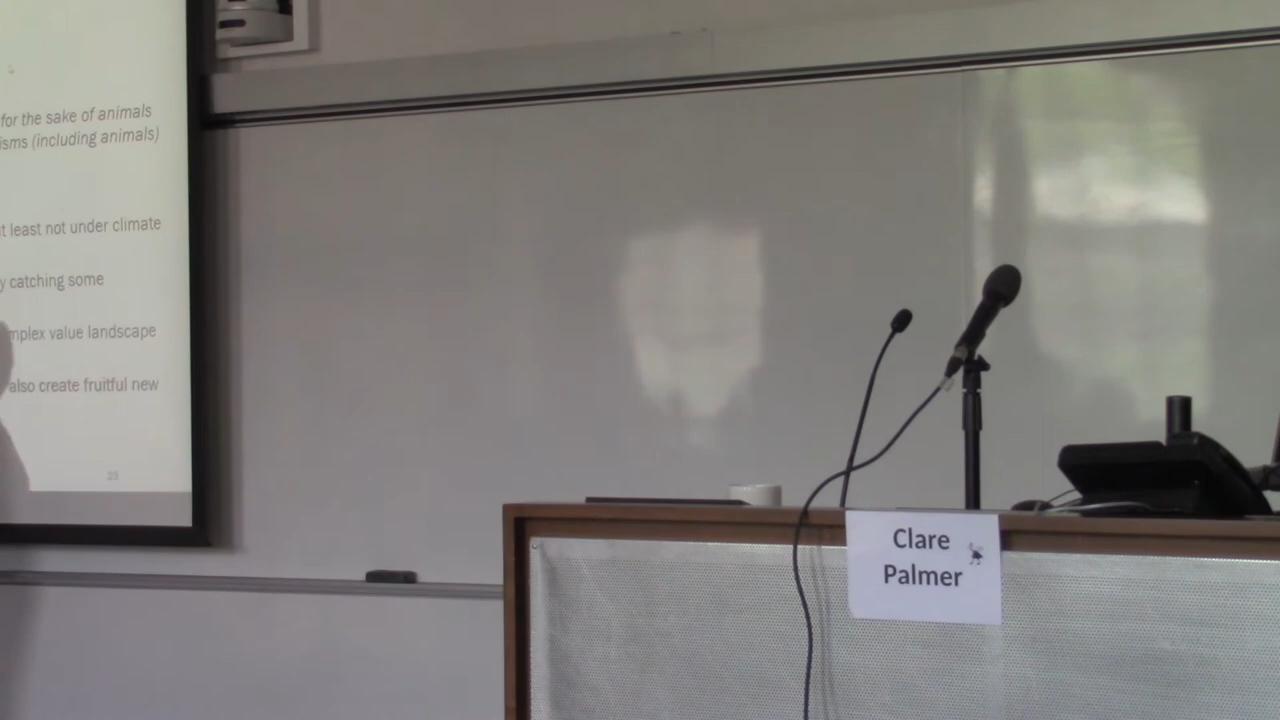 for the sake of animals
isms (including animals)
t least not under climate
y catching some
mplex value landscape
also create fruitful new
23
Clare
Palmer